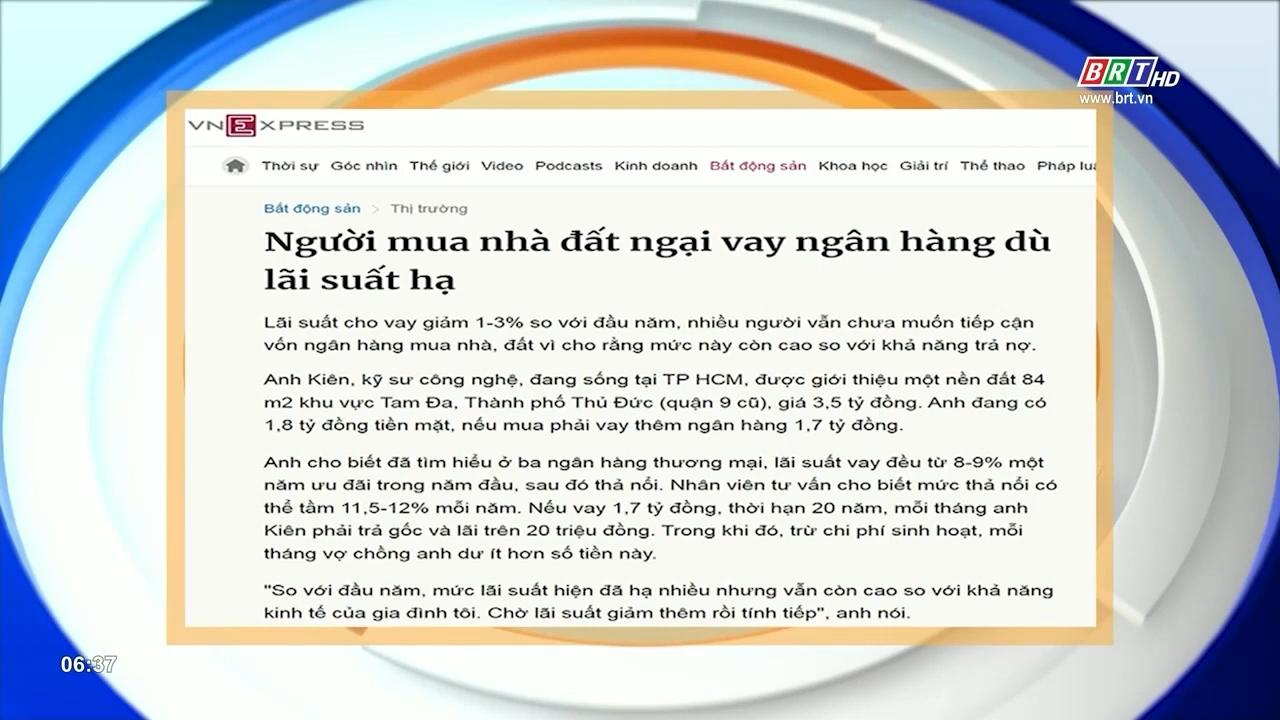 BRT HD
www.brt.vn
VNEXPRESS
Thời sự Góc nhìn Thế giới Video Podcasts Kinh doanh Bất động sản Khoa học Giải trí Thể thao Pháp lu
Bất động sản > Thị trường
Người mua nhà đất ngại vay ngân hàng dù
lãi suất hạ
Lãi suất cho vay giảm 1-3% so với đầu năm, nhiều người vẫn chưa muốn tiếp cận
vốn ngân hàng mua nhà, đất vì cho rằng mức này còn cao so với khả năng trả nợ.
Anh Kiên, kỹ sư công nghệ, đang sống tại TP HCM, được giới thiệu một nền đất 84
m2 khu vực Tam Đa, Thành phố Thủ Đức (quận 9 cũ), giá 3,5 tỷ đồng. Anh đang có
1,8 tỷ đồng tiền mặt, nếu mua phải vay thêm ngân hàng 1,7 tỷ đồng.
Anh cho biết đã tìm hiểu ở ba ngân hàng thương mại, lãi suất vay đều từ 8-9% một
năm ưu đãi trong năm đầu, sau đó thả nổi. Nhân viên tư vấn cho biết mức thả nổi có
thể tầm 11,5-12% mỗi năm. Nếu vay 1,7 tỷ đồng, thời hạn 20 năm, mỗi tháng anh
Kiên phải trả gốc và lãi trên 20 triệu đồng. Trong khi đó, trừ chi phí sinh hoạt, mỗi
tháng vợ chồng anh dư ít hơn số tiền này.
"So với đầu năm, mức lãi suất hiện đã hạ nhiều nhưng vẫn còn cao so với khả năng
kinh tế của gia đình tôi. Chờ lãi suất giảm thêm rồi tính tiếp", anh nói.
06:37